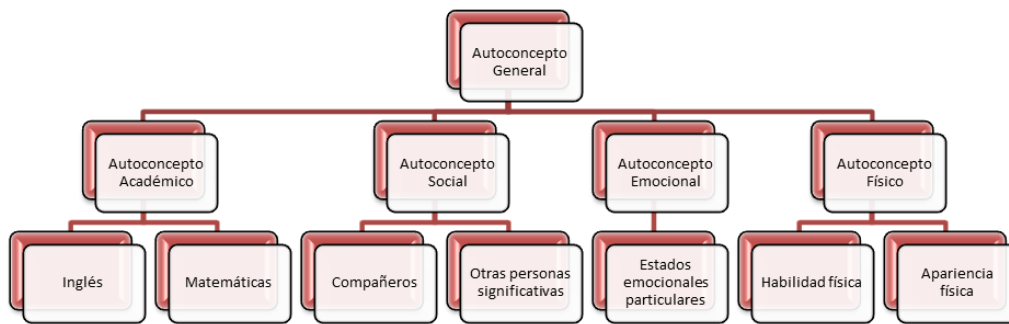 Autoconcepto
General
Autoconcepto
Académico
Autoconcepto
Social
Autoconcepto
Emocional
Autoconcepto
Físico
Inglés
Matemáticas
Compañeros
Otras personas
significativas
Estados
emocionales
particulares
Habilidad física
Apariencia
física